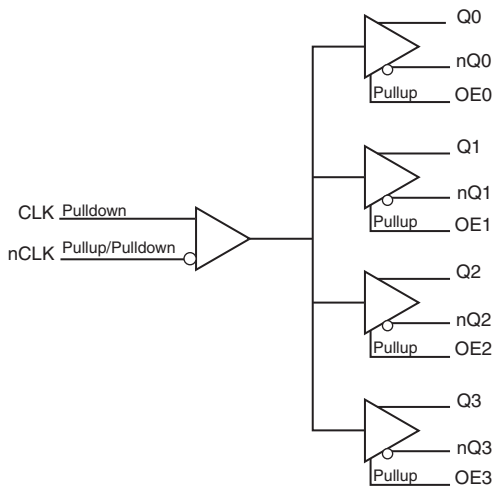 Q0
nQ0
Pullup OE0
Q1
nQ1
Pullup OE1
CLK Pulldown
nCLK Pullup/Pulldown
Q2
nQ2
Pullup OE2
Q3
nQ3
Pullup OE3